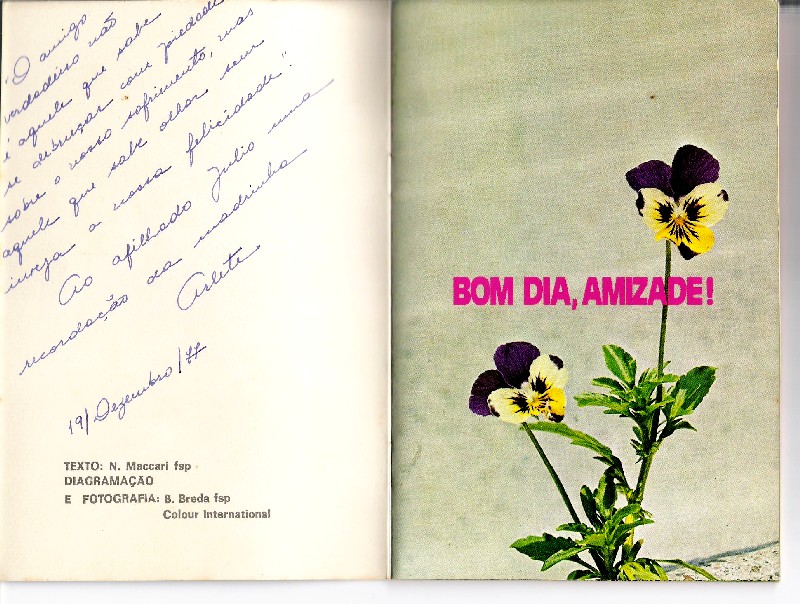 "O amigo
verdadeiro não
é aquele que sabe
se debruçar com piedade
sobre o nosso sofrimento, mas
aquele que sabe olhar sem
inveja a nossa felicidade".
Ao afilhado Julio uma
recordação da madrinha
Arlete
19/Dezembro/77
TEXTO: N. Maccari fsp
DIAGRAMAÇÃO
E FOTOGRAFIA: B. Breda fsp
Colour International
BOM DIA, AMIZADE!